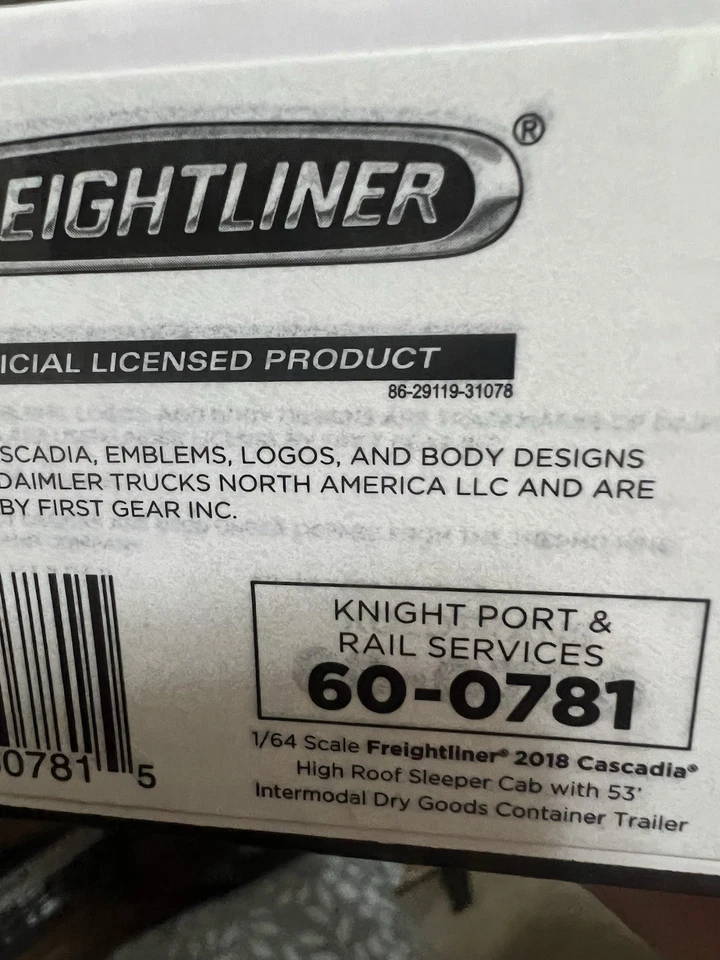 EIGHTLINER®
ICIAL LICENSED PRODUCT
86-29119-31078
SCADIA, EMBLEMS, LOGOS, AND BODY DESIGNS
DAIMLER TRUCKS NORTH AMERICA LLC AND ARE
BY FIRST GEAR INC.
KNIGHT PORT &
RAIL SERVICES
60-0781
0781 5
1/64 Scale Freightliner® 2018 Cascadia®
High Roof Sleeper Cab with 53'
Intermodal Dry Goods Container Trailer